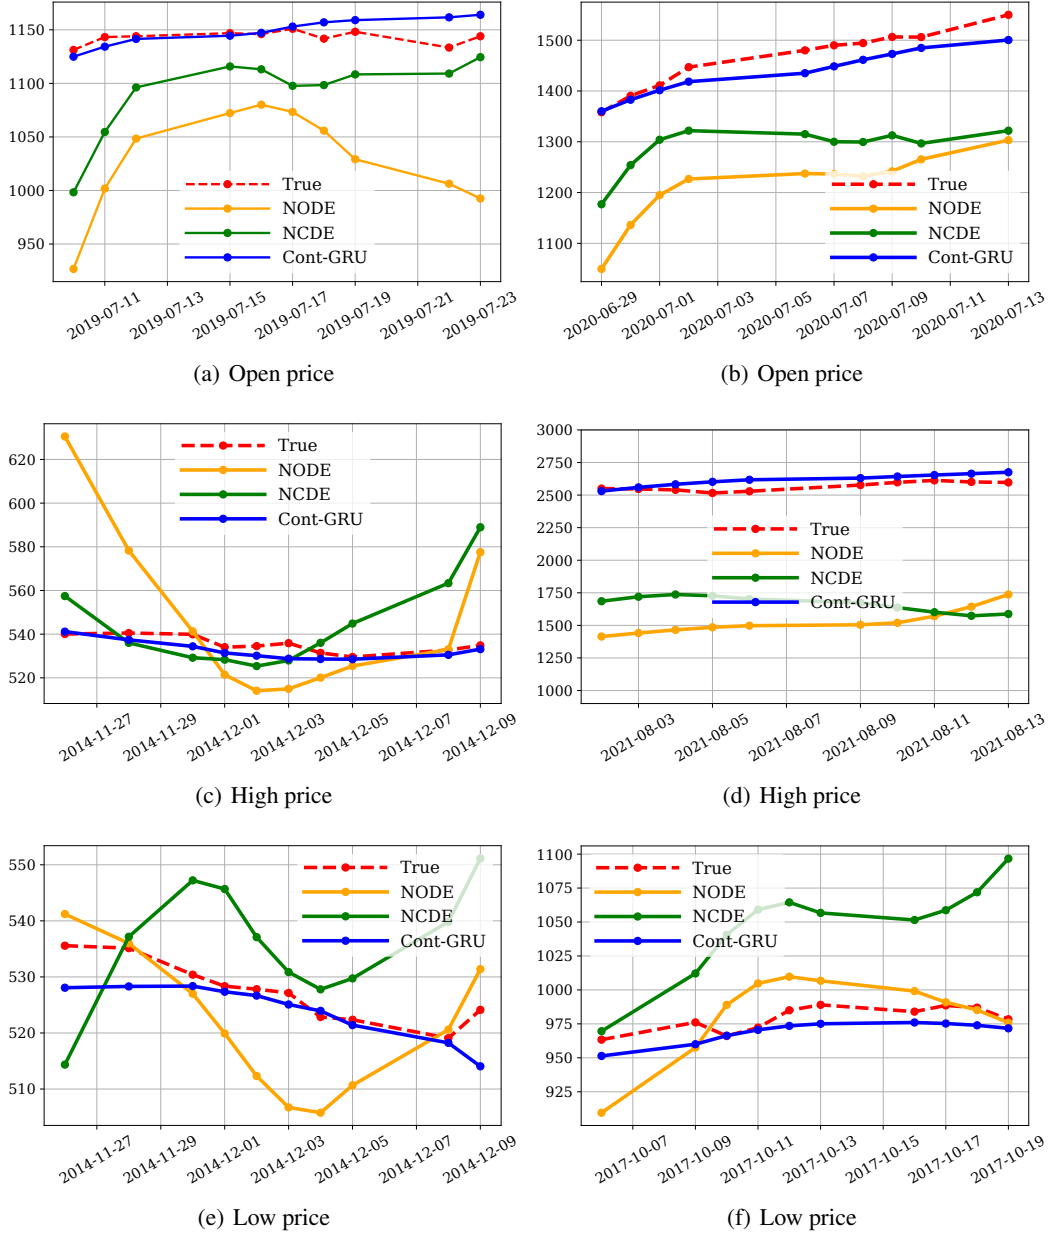 1150
1100
1050
1000
950
True
NODE
NCDE
Cont-GRU
2019-07-11
2019-07-13
2019-07-15
2019-07-17
2019-07-19
2019-07-21
2019-07-23
(a) Open price
1500
1400
1300
1200
1100
True
NODE
NCDE
Cont-GRU
2020-06-29
2020-07-01
2020-07-03
2020-07-05
2020-07-07
2020-07-09
2020-07-11
2020-07-13
(b) Open price
620
600
580
560
540
520
True
NODE
NCDE
Cont-GRU
2014-11-27
2014-11-29
2014-12-01
2014-12-03
2014-12-05
2014-12-07
2014-12-09
(c) High price
3000
2750
2500
2250
2000
1750
1500
1250
1000
True
NODE
NCDE
Cont-GRU
2021-08-03
2021-08-05
2021-08-07
2021-08-09
2021-08-11
2021-08-13
(d) High price
550
540
530
520
510
True
NODE
NCDE
Cont-GRU
2014-11-27
2014-11-29
2014-12-01
2014-12-03
2014-12-05
2014-12-07
2014-12-09
(e) Low price
1100
1075
1050
1025
1000
975
950
925
True
NODE
NCDE
Cont-GRU
2017-10-07
2017-10-09
2017-10-11
2017-10-13
2017-10-15
2017-10-17
2017-10-19
(f) Low price